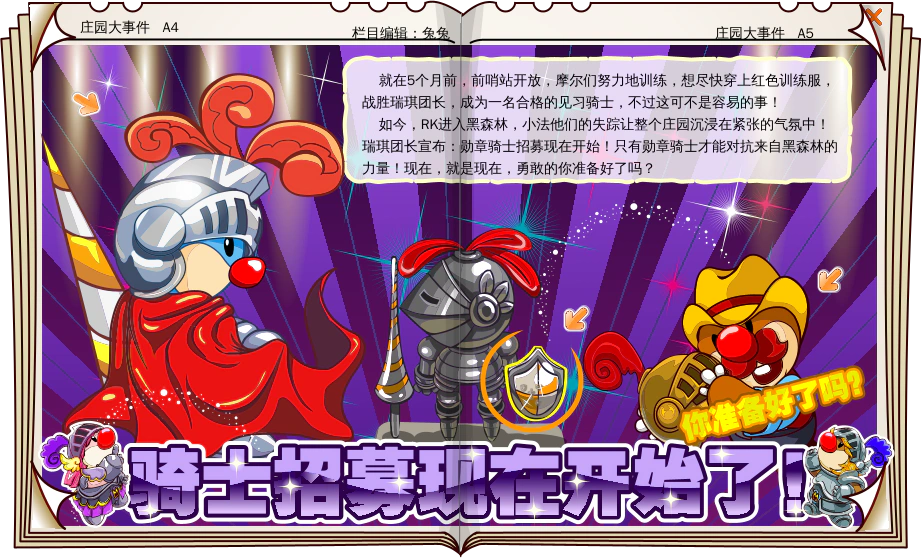 庄园大事件 A4
栏目编辑：兔兔
庄园大事件 A5
就在5个月前，前哨站开放，摩尔们努力地训练，想尽快穿上红色训练服，
战胜瑞琪团长，成为一名合格的见习骑士，不过这可不是容易的事！
如今，RK进入黑森林，小法他们的失踪让整个庄园沉浸在紧张的气氛中！
瑞琪团长宣布：勋章骑士招募现在开始！只有勋章骑士才能对抗来自黑森林的
力量！现在，就是现在，勇敢的你准备好了吗？
你准备好了吗？
骑士招募现在开始了！